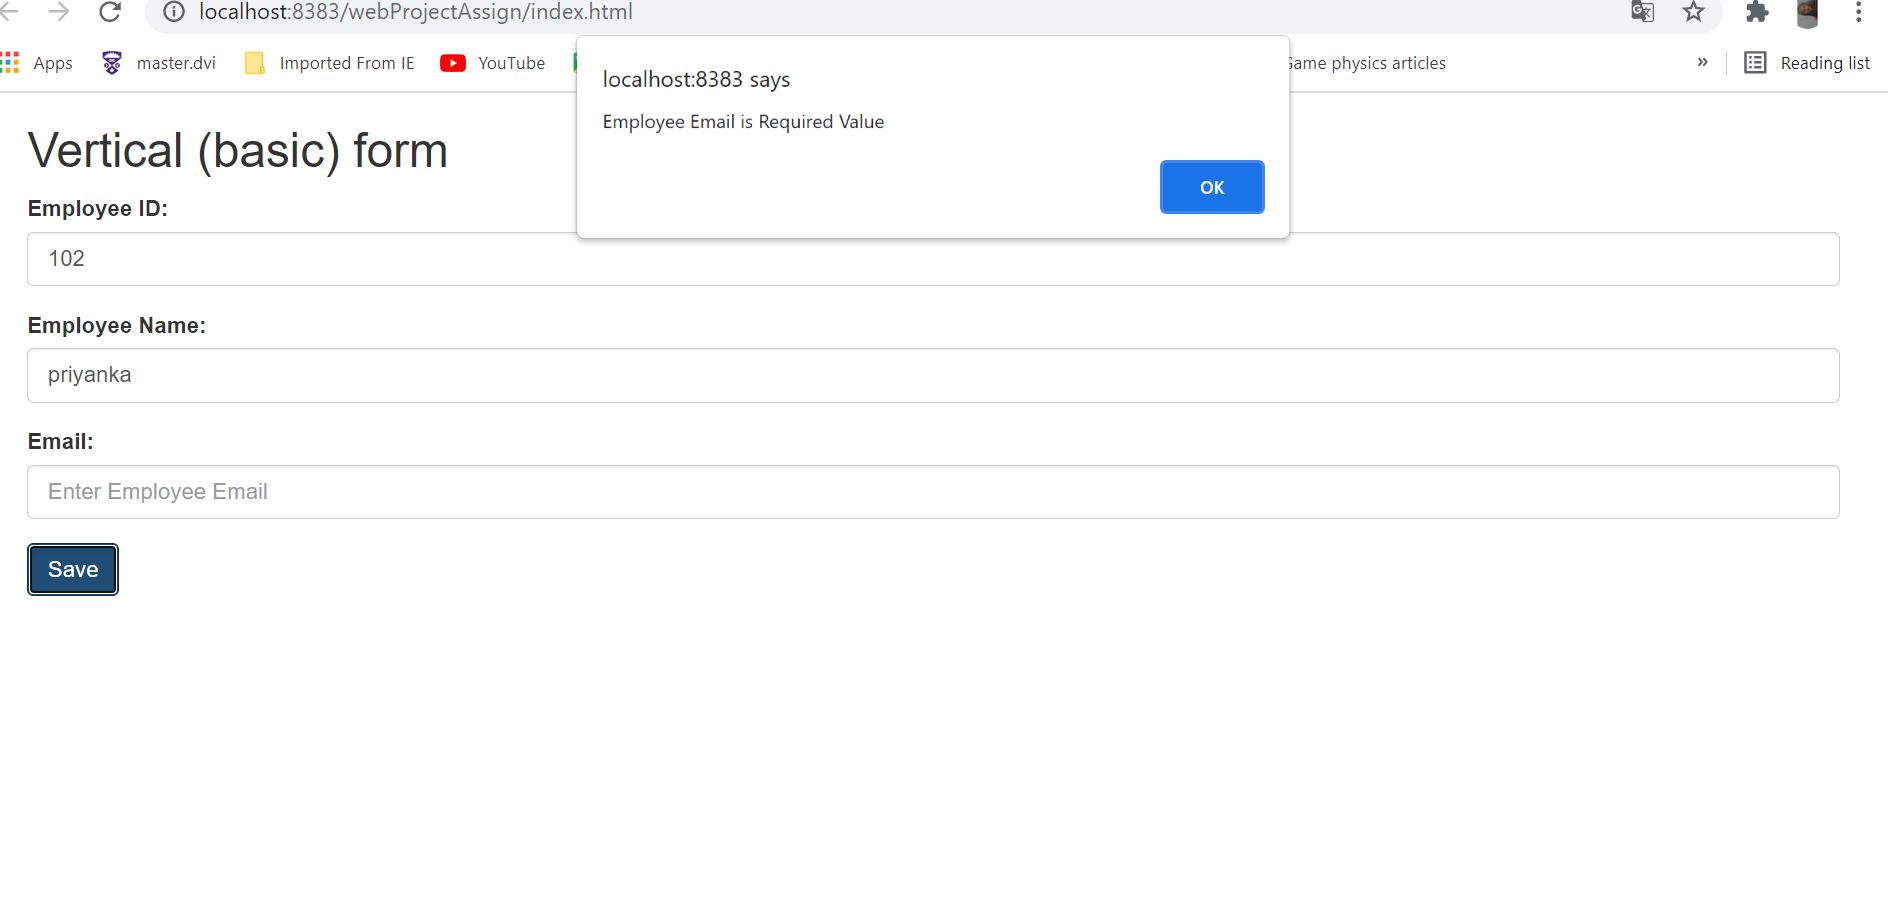 localhost:8383/webProjectAssign/index.html
Apps master.dvi Imported From IE YouTube Game physics articles » Reading list
localhost:8383 says
Employee Email is Required Value
OK
Vertical (basic) form
Employee ID:
102
Employee Name:
priyanka
Email:
Enter Employee Email
Save